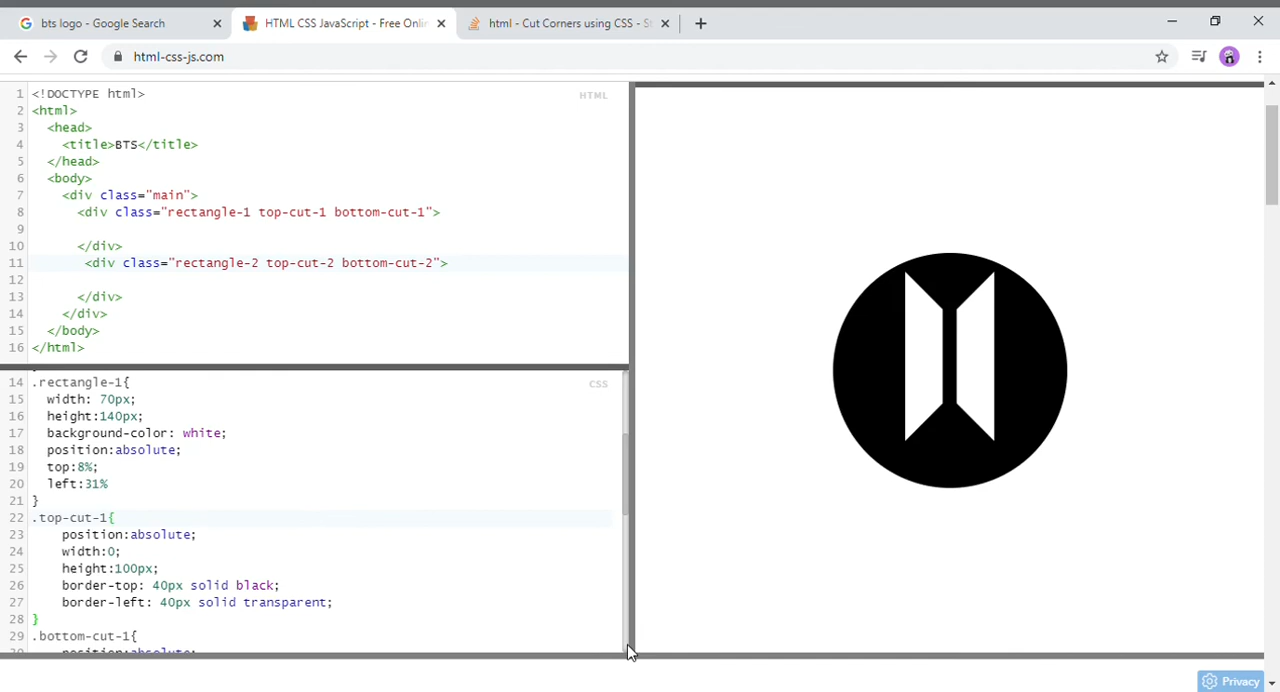 bts logo - Google Search
HTML CSS JavaScript - Free Onlin
html - Cut Corners using CSS - S
html-css-js.com
HTML
1 <!DOCTYPE html>
2 <html>
3 <head>
4 <title>BTS</title>
5 </head>
6 <body>
7 <div class="main">
8 <div class="rectangle-1 top-cut-1 bottom-cut-1">
9
10 </div>
11 <div class="rectangle-2 top-cut-2 bottom-cut-2">
12
13 </div>
14 </div>
15 </body>
16 </html>
CSS
14 .rectangle-1{
15 width: 70px;
16 height:140px;
17 background-color: white;
18 position:absolute;
19 top:8%;
20 left:31%
21 }
22 .top-cut-1{
23 position:absolute;
24 width:0;
25 height:100px;
26 border-top: 40px solid black;
27 border-left: 40px solid transparent;
28 }
29 .bottom-cut-1{
30 position:absolute;
Privacy